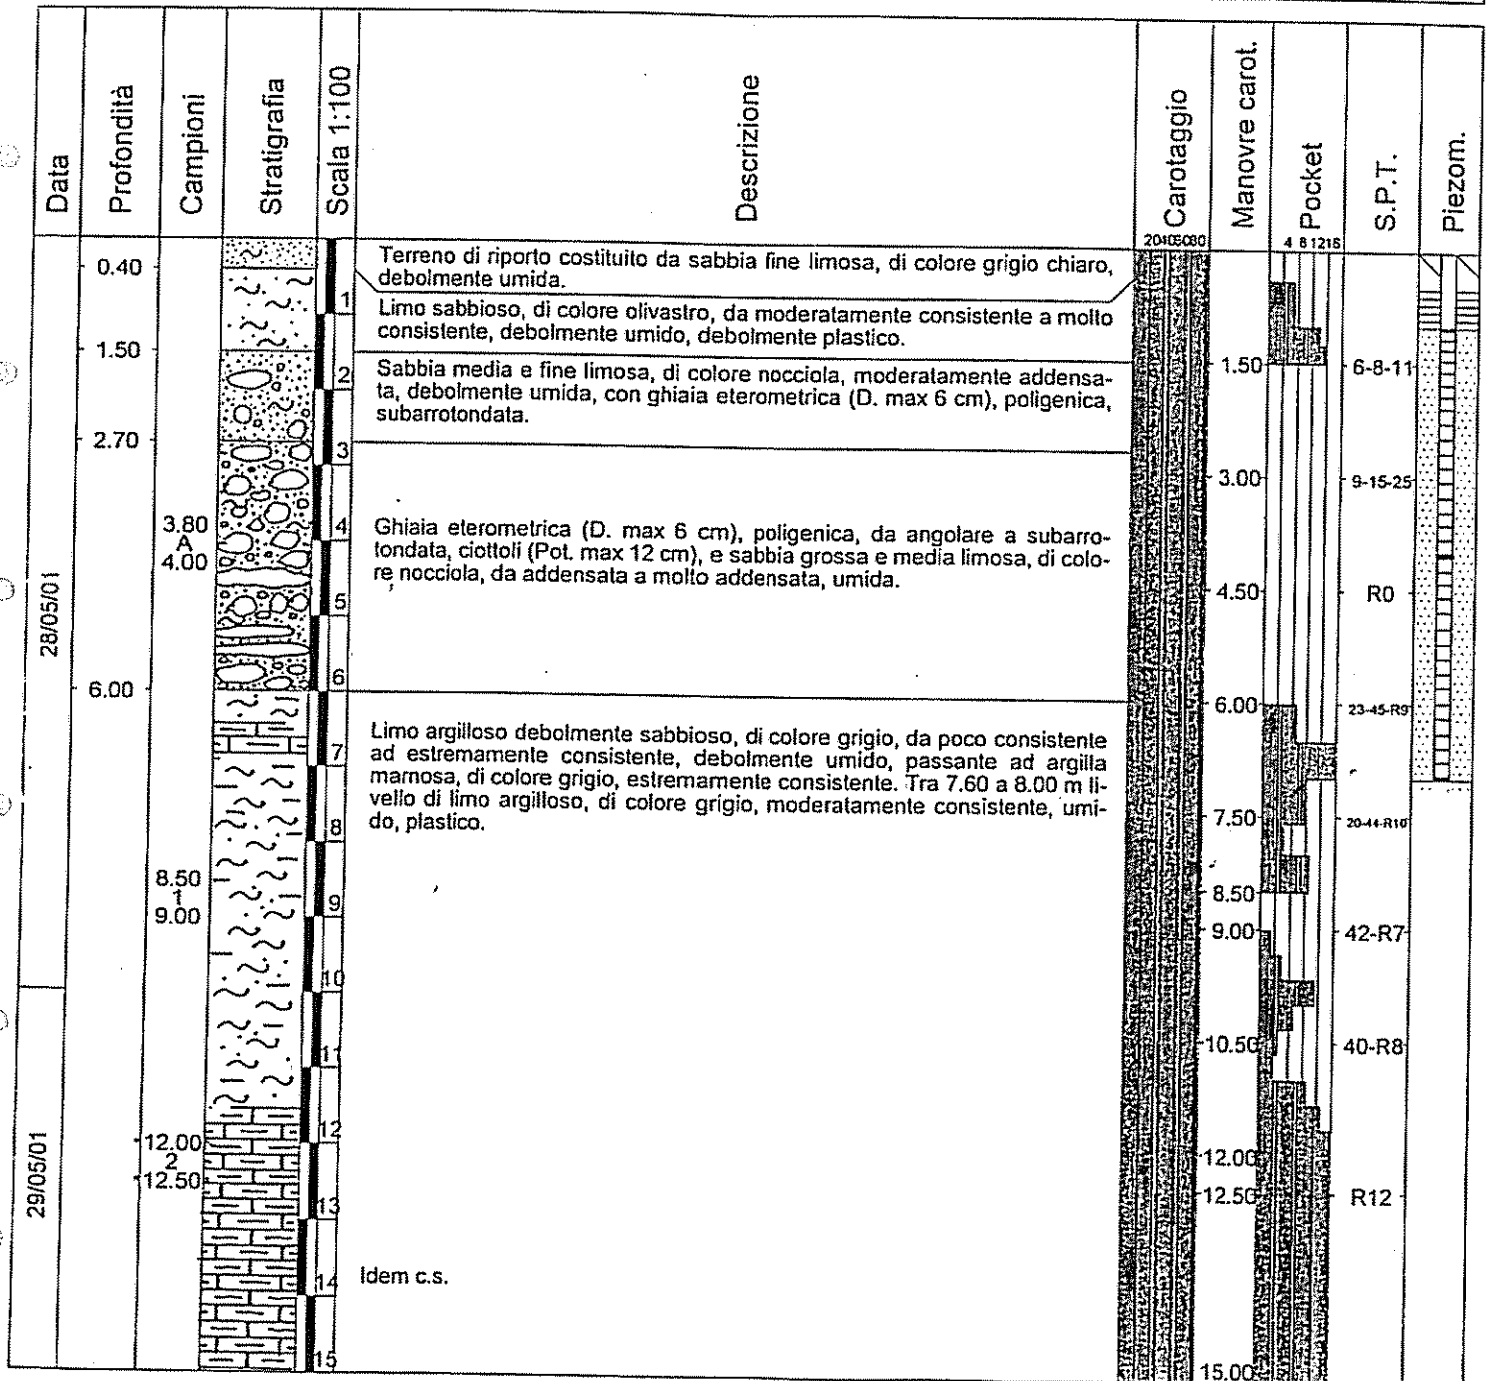 Data
Profondità
Campioni
Stratigrafia
Scala 1:100
Descrizione
Carotaggio
Manovre carot.
Pocket
S.P.T.
Piezom.
4 8 12 16
28/05/01
29/05/01
0.40
1.50
2.70
6.00
3.80
A
4.00
8.50
1
9.00
12.00
2
12.50
1
2
3
4
5
6
7
8
9
10
11
12
13
14
15
Terreno di riporto costituito da sabbia fine limosa, di colore grigio chiaro,
debolmente umida.
Limo sabbioso, di colore olivastro, da moderatamente consistente a molto
consistente, debolmente umido, debolmente plastico.
Sabbia media e fine limosa, di colore nocciola, moderatamente addensa-
ta, debolmente umida, con ghiaia eterometrica (D. max 6 cm), poligenica,
subarrotondata.
Ghiaia eterometrica (D. max 6 cm), poligenica, da angolare a subarro-
tondata, ciottoli (Pot. max 12 cm), e sabbia grossa e media limosa, di colo-
re nocciola, da addensata a molto addensata, umida.
Limo argilloso debolmente sabbioso, di colore grigio, da poco consistente
ad estremamente consistente, debolmente umido, passante ad argilla
marnosa, di colore grigio, estremamente consistente. Tra 7.60 a 8.00 m li-
vello di limo argilloso, di colore grigio, moderatamente consistente, umi-
do, plastico.
Idem c.s.
1.50
3.00
4.50
6.00
7.50
8.50
9.00
10.50
12.00
12.50
15.00
6-8-11
9-15-25
R0
23-45-R9
20-44-R10
42-R7
40-R8
R12